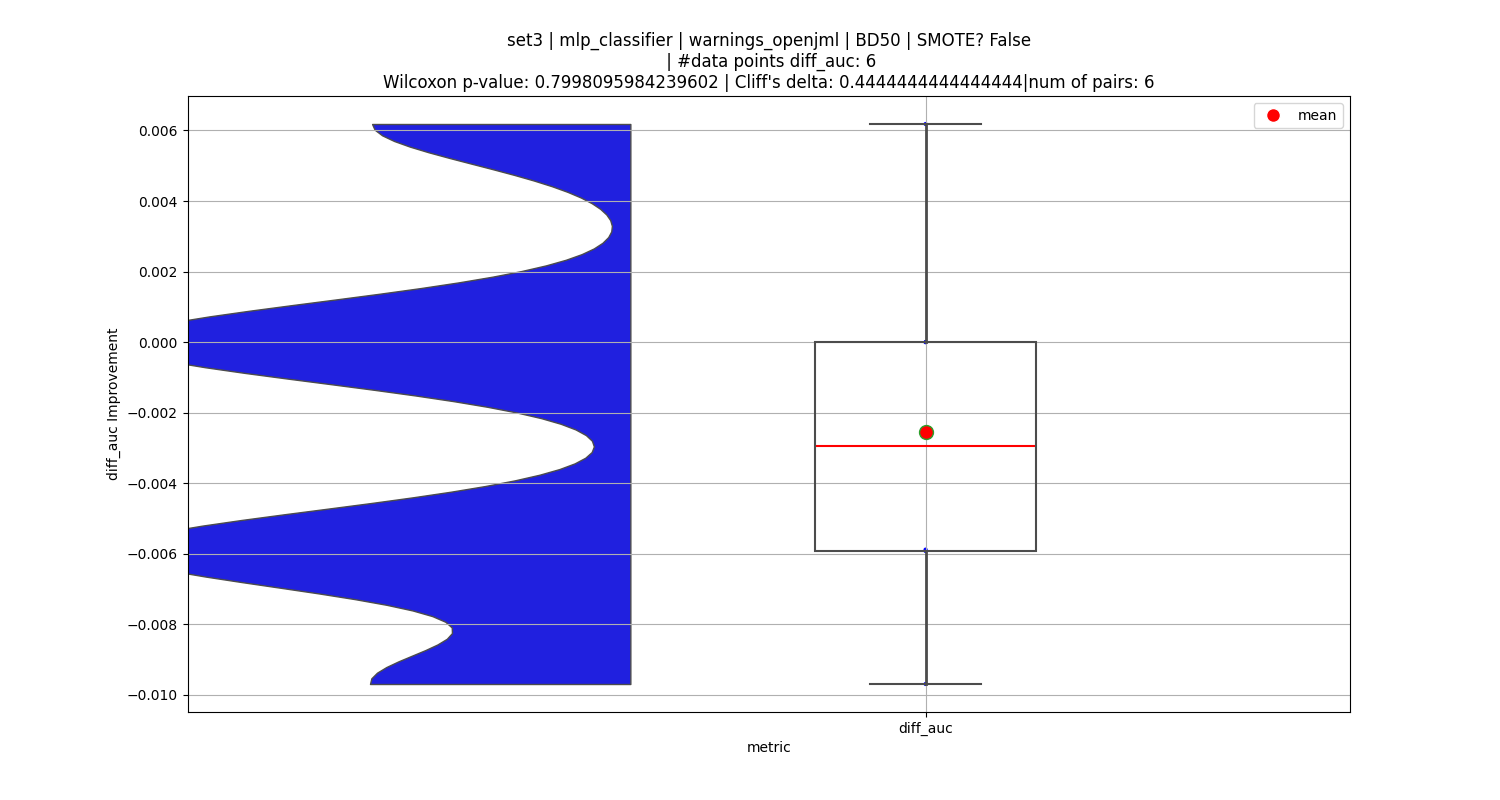 set3 | mlp_classifier | warnings_openjml | BD50 | SMOTE? False
| #data points diff_auc: 6
Wilcoxon p-value: 0.7998095984239602 | Cliff's delta: 0.4444444444444444|num of pairs: 6
mean
0.006
0.004
0.002
0.000
−0.002
−0.004
−0.006
−0.008
−0.010
diff_auc Improvement
diff_auc
metric